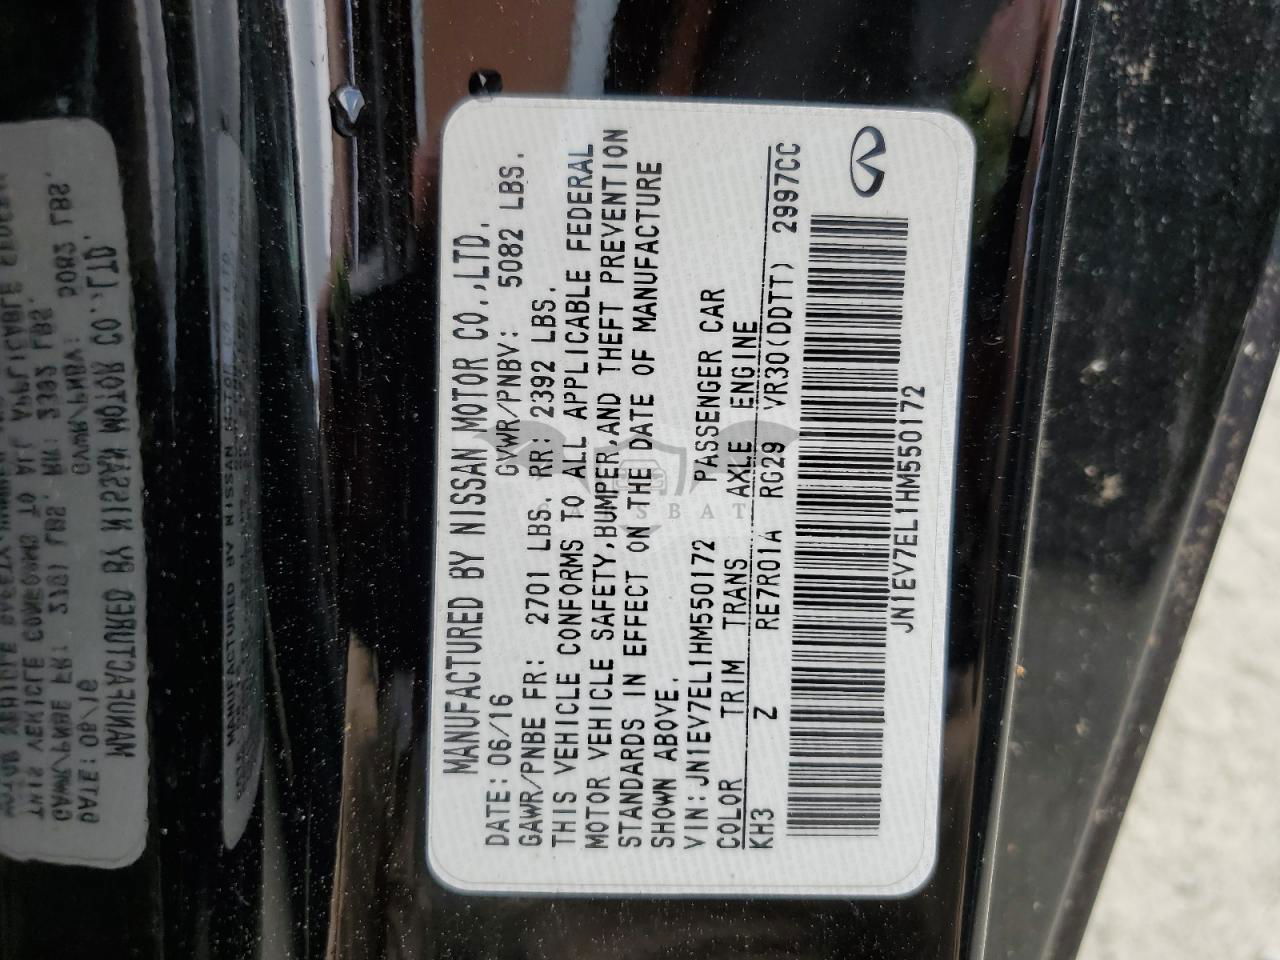 MANUFACTURED BY NISSAN MOTOR CO.,LTD.
DATE: 06/16 GVWR/PNBV: 5082 LBS.
GAWR/PNBE FR: 2701 LBS. RR: 2392 LBS.
THIS VEHICLE CONFORMS TO ALL APPLICABLE FEDERAL
MOTOR VEHICLE SAFETY,BUMPER,AND THEFT PREVENTION
STANDARDS IN EFFECT ON THE DATE OF MANUFACTURE
SHOWN ABOVE.
VIN:JN1EV7EL1HM550172 PASSENGER CAR
COLOR TRIM TRANS AXLE ENGINE
KH3 Z RE7R01A RG29 VR30(DDTT) 2997CC
JN1EV7EL1HM550172